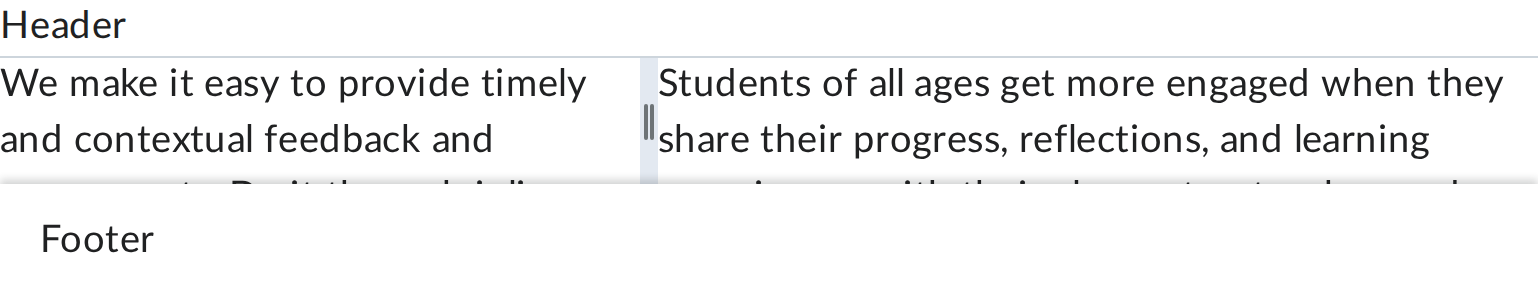 Header
We make it easy to provide timely
and contextual feedback and
Students of all ages get more engaged when they
share their progress, reflections, and learning
Footer